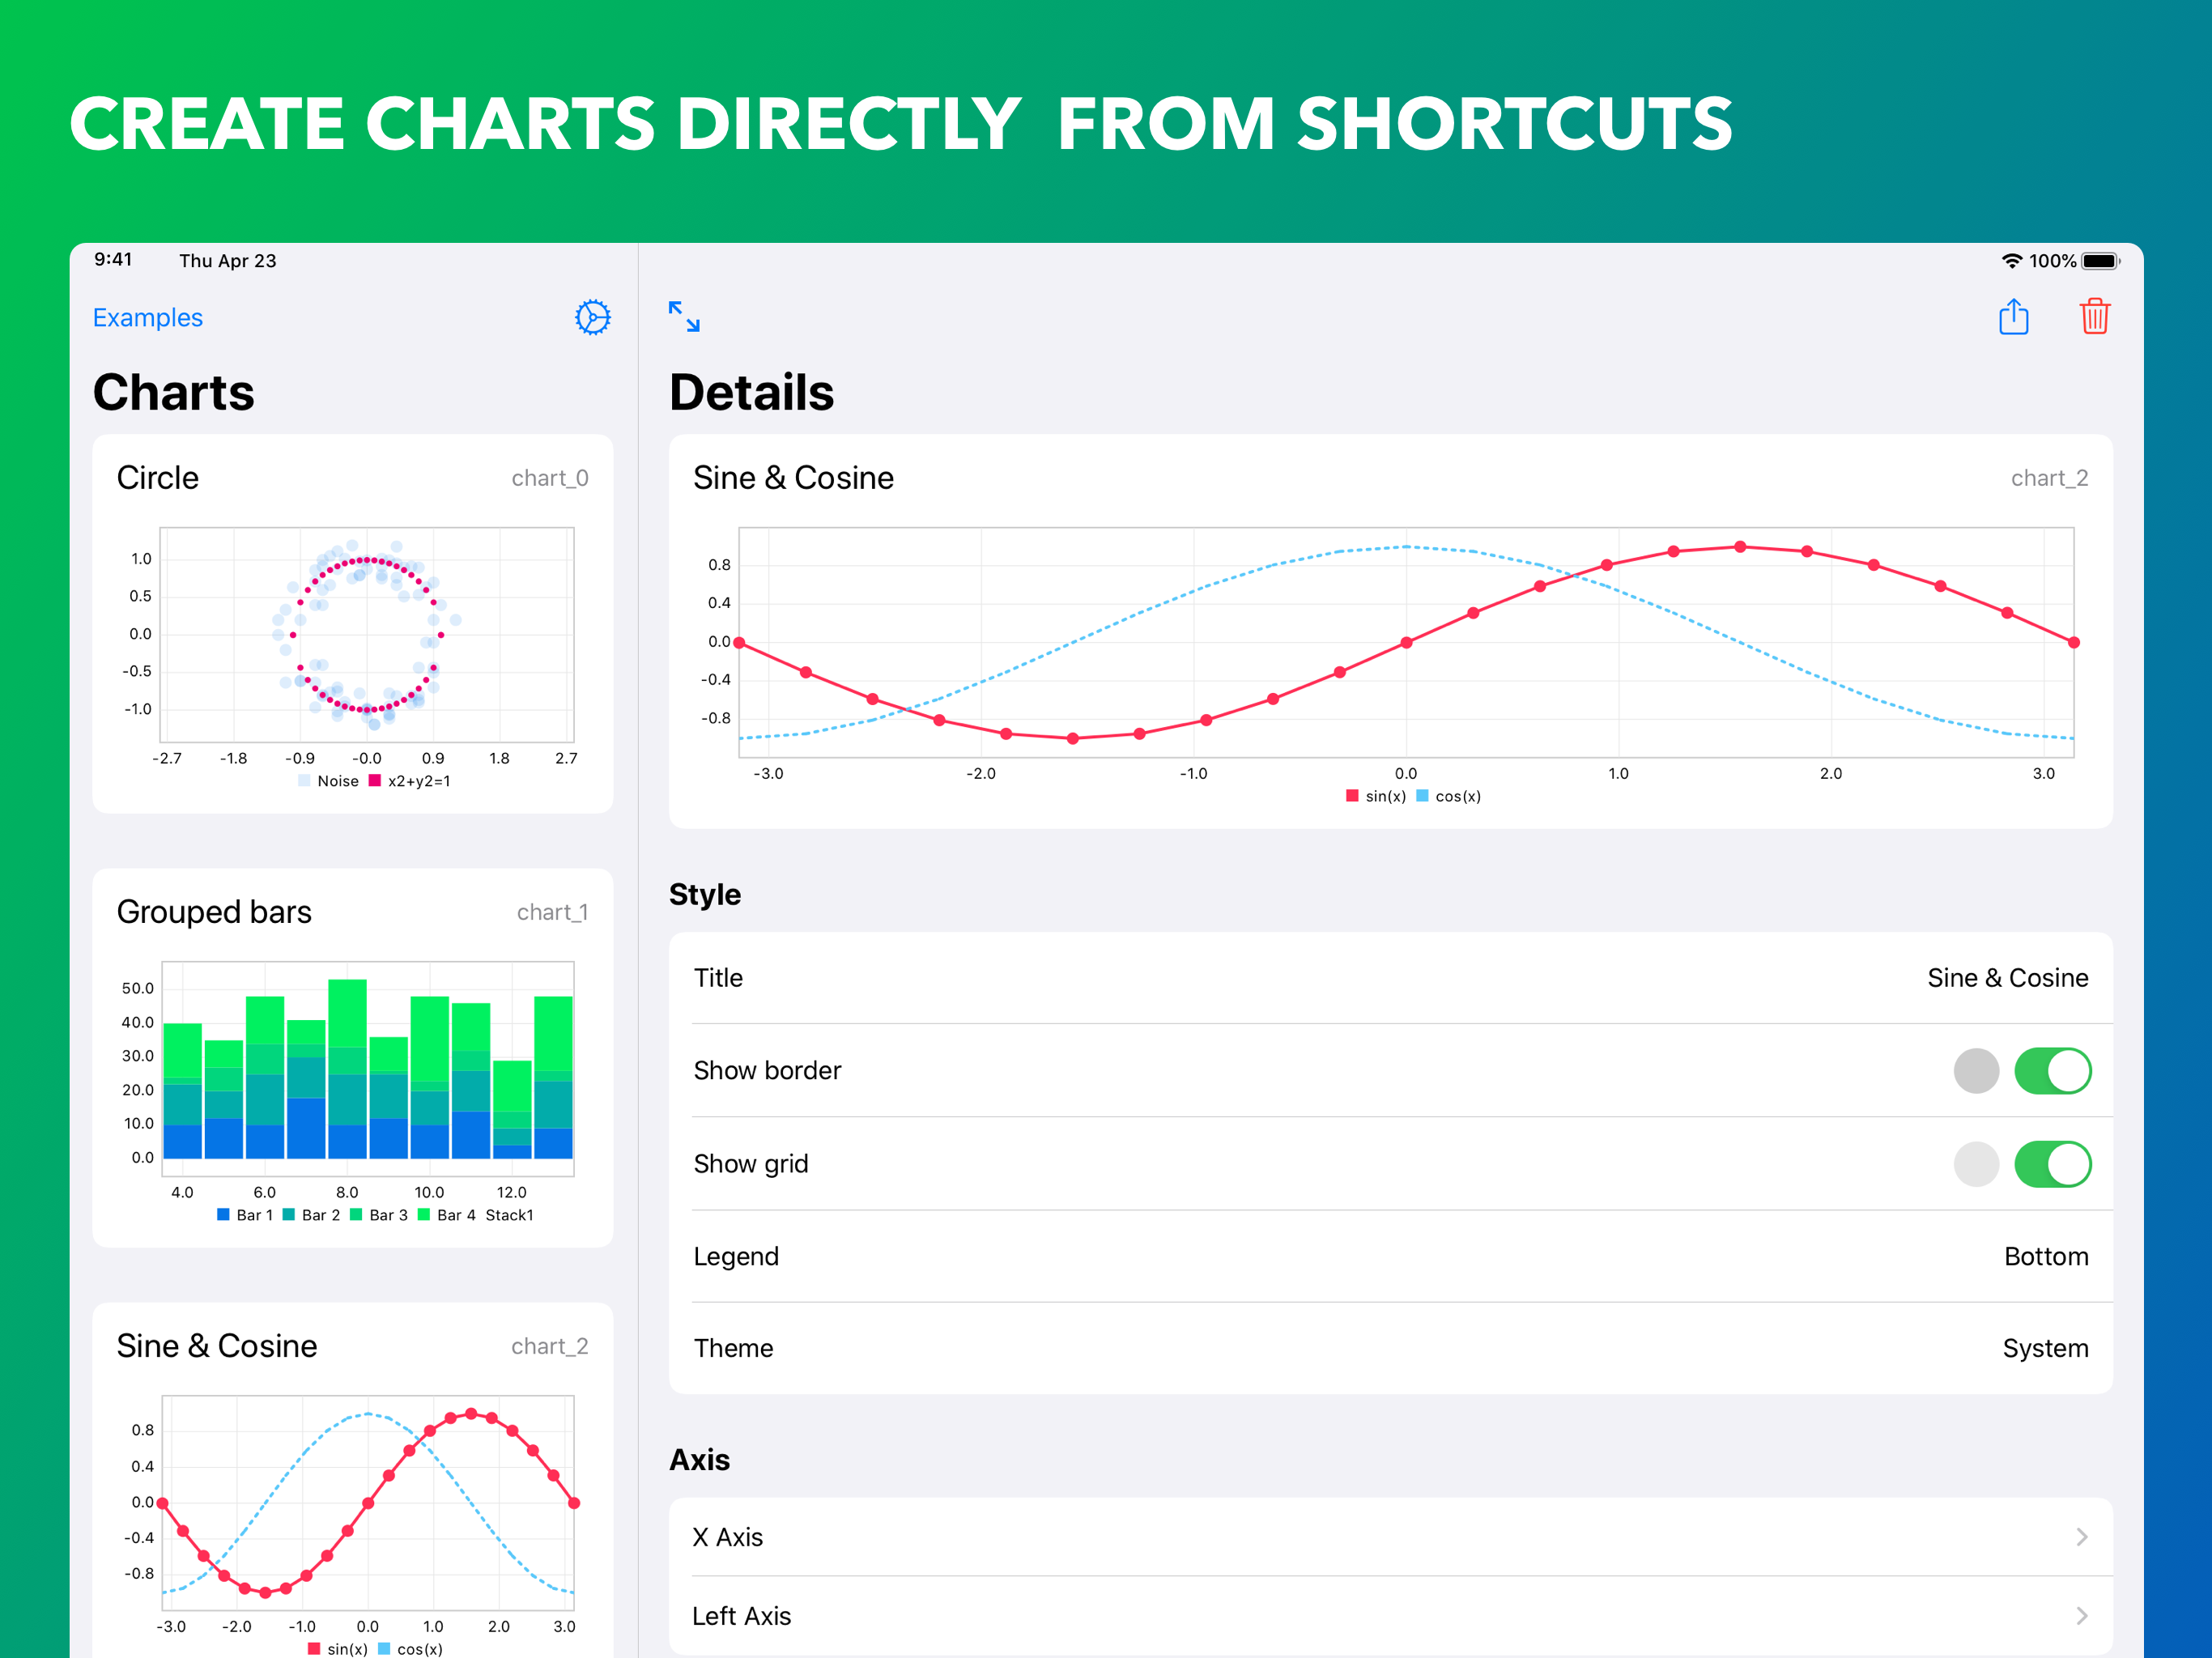 CREATE CHARTS DIRECTLY  FROM SHORTCUTS
9:41 Thu Apr 23
100%
Examples
Charts
Circle chart_0
1.0
0.5
0.0
-0.5
-1.0
-2.7 -1.8 -0.9 -0.0 0.9 1.8 2.7
Noise x2+y2=1
Grouped bars chart_1
50.0
40.0
30.0
20.0
10.0
0.0
4.0 6.0 8.0 10.0 12.0
Bar 1 Bar 2 Bar 3 Bar 4 Stack1
Sine & Cosine chart_2
0.8
0.4
0.0
-0.4
-0.8
-3.0 -2.0 -1.0 0.0 1.0 2.0 3.0
sin(x) cos(x)
Details
Sine & Cosine chart_2
0.8
0.4
0.0
-0.4
-0.8
-3.0 -2.0 -1.0 0.0 1.0 2.0 3.0
sin(x) cos(x)
Style
Title Sine & Cosine
Show border
Show grid
Legend Bottom
Theme System
Axis
X Axis
Left Axis